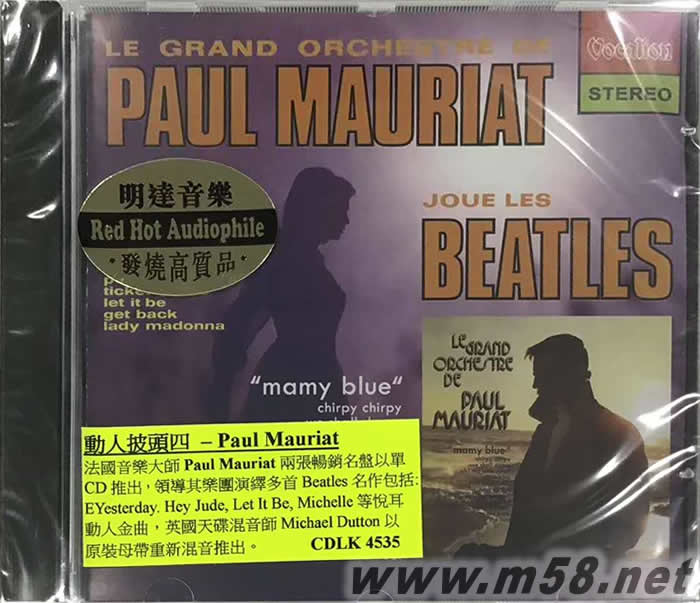 LE GRAND ORCHESTRE DE
PAUL MAURIAT
Vocalion
STEREO
JOUE LES
BEATLES
明達音樂
Red Hot Audiophile
·發燒高質品·
let it be
get back
lady madonna
"mamy blue"
chirpy chirpy
LE
GRAND
ORCHESTRE
DE
PAUL
MAURIAT
mamy blue"
動人披頭四 – Paul Mauriat
法國音樂大師 Paul Mauriat 兩張暢銷名盤以單
CD 推出，領導其樂團演繹多首 Beatles 名作包括:
EYesterday. Hey Jude, Let It Be, Michelle 等悅耳
動人金曲，英國天碟混音師 Michael Dutton 以
原裝母帶重新混音推出。 CDLK 4535
www.m58.net